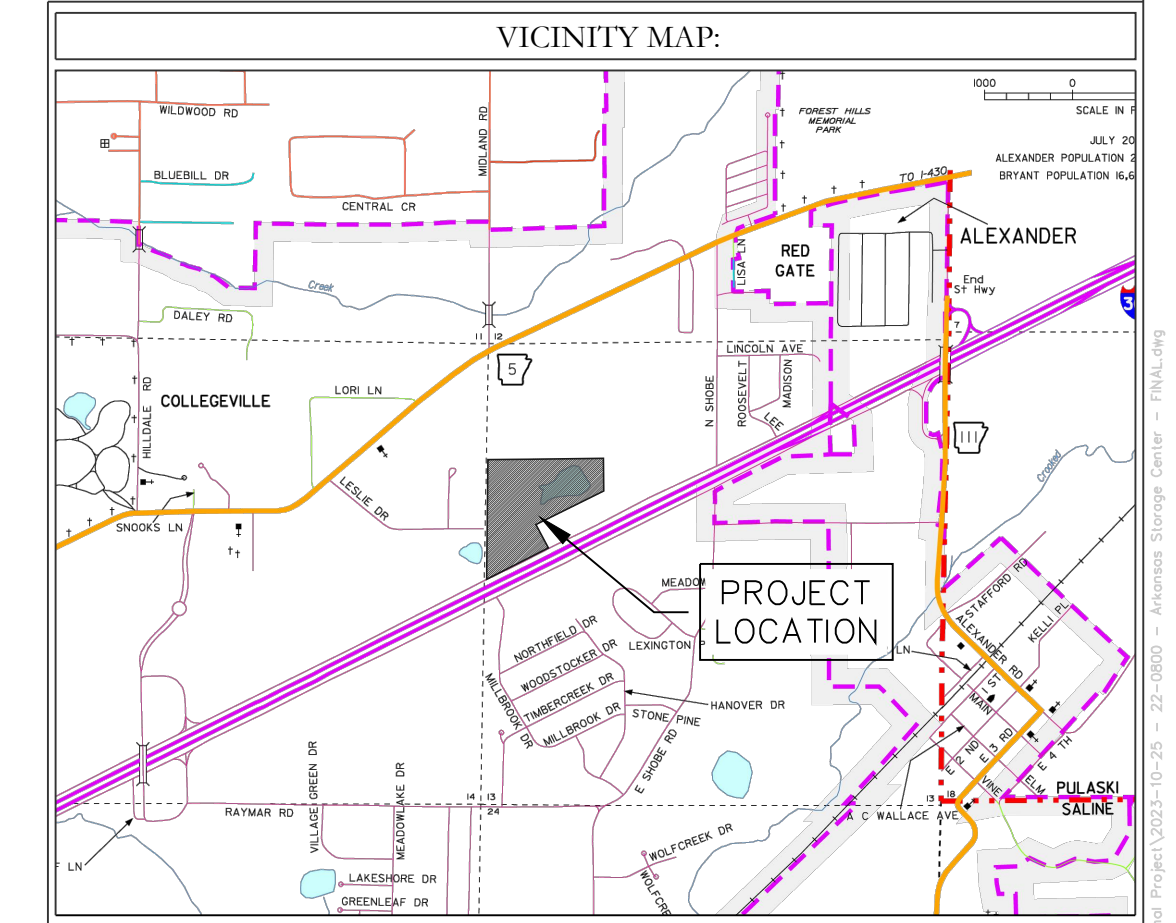 VICINITY MAP:
1000 0
SCALE IN F
JULY 20
ALEXANDER POPULATION 2
BRYANT POPULATION 16,6
WILDWOOD RD
MIDLAND RD
FOREST HILLS
MEMORIAL
PARK
BLUEBILL DR
CENTRAL CR
TO I-430
ALEXANDER
LISA LN
RED
GATE
End
St Hwy
Creek
DALEY RD
11 12
7
3
5
LINCOLN AVE
N SHOBE
ROOSEVELT
MADISON
LEE
LORI LN
COLLEGEVILLE
HILLDALE RD
111
Crooked
LESLIE DR
SNOOKS LN
PROJECT
LOCATION
MEADOW
LEXINGTON P
STAFFORD RD
KELLI PL
ALEXANDER RD
LN
NORTHFIELD DR
WOODSTOCKER DR
TIMBERCREEK DR
MILLBROOK DR
MILLBROOK DR
HANOVER DR
STONE PINE
E SHOBE RD
I ST
MAIN
E 2 ND
E 3 RD
E 4 TH
VINE
ELM
VILLAGE GREEN DR
MEADOWLAKE DR
RAYMAR RD
14 13
24
13 18
PULASKI
SALINE
A C WALLACE AVE
F LN
WOLFCREEK DR
WOLFCRE
LAKESHORE DR
GREENLEAF DR
al Project\2023-10-25 - 22-0800 - Arkansas Storage Center - FINAL.dwg